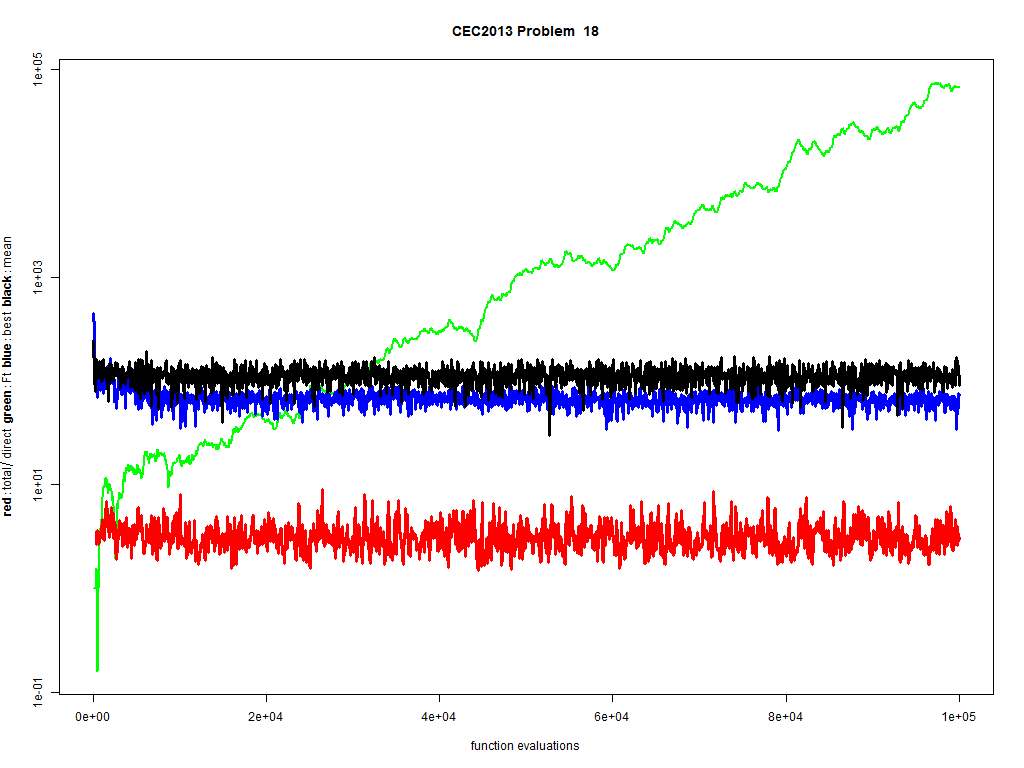 CEC2013 Problem 18
red : total/ direct green : Ft blue : best black : mean
1e+05
1e+03
1e+01
1e-01
0e+00 2e+04 4e+04 6e+04 8e+04 1e+05
function evaluations